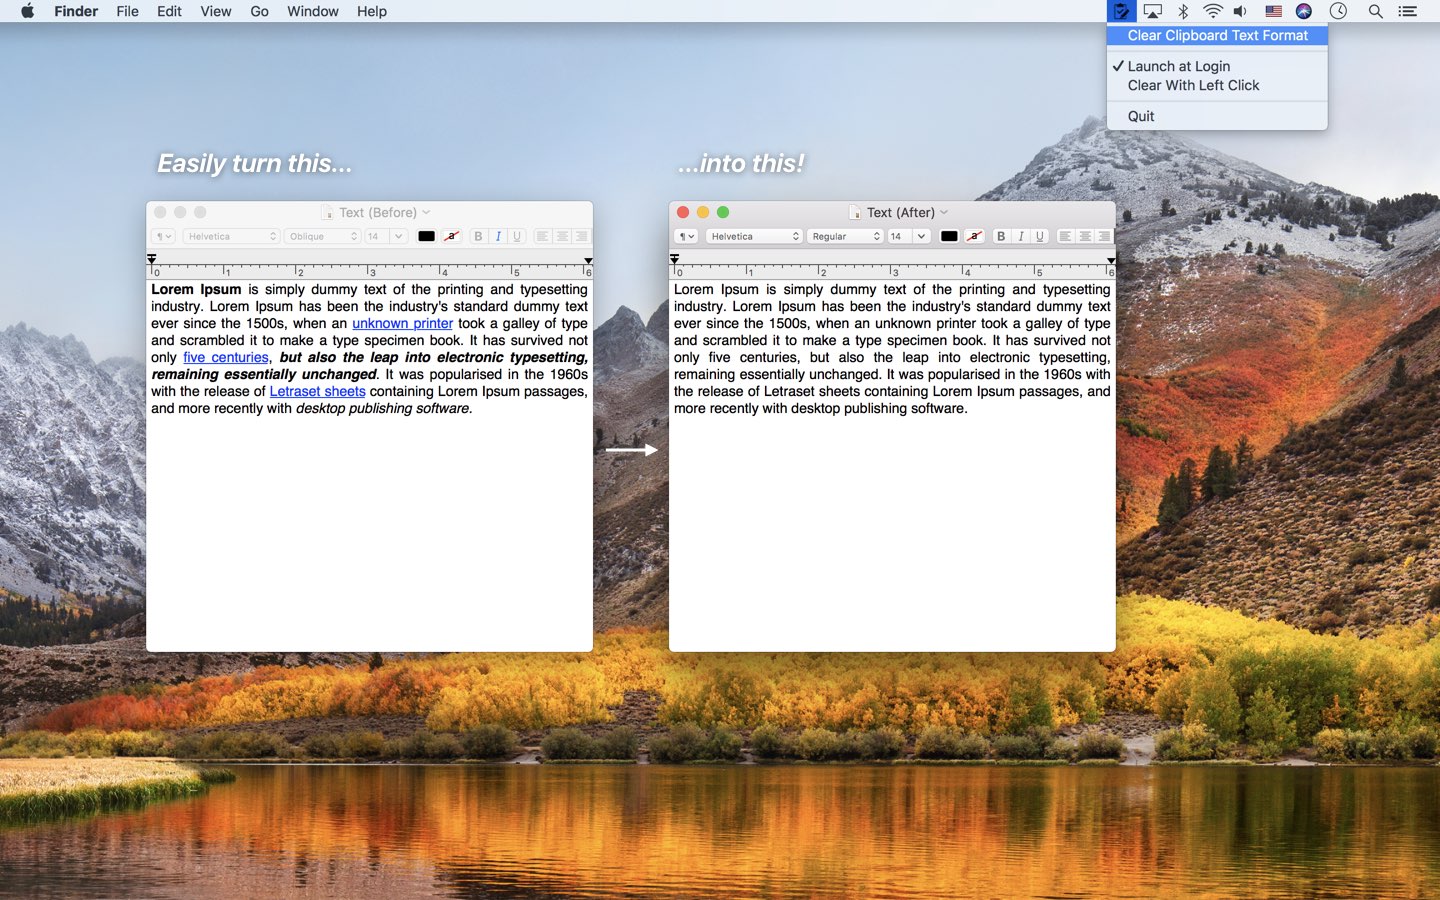 Finder File Edit View Go Window Help
Clear Clipboard Text Format
Launch at Login
Clear With Left Click
Quit
Easily turn this...
Text (Before)
¶ Helvetica Oblique 14 a B I U
0 1 2 3 4 5 6
Lorem Ipsum is simply dummy text of the printing and typesetting
industry. Lorem Ipsum has been the industry's standard dummy text
ever since the 1500s, when an unknown printer took a galley of type
and scrambled it to make a type specimen book. It has survived not
only five centuries, but also the leap into electronic typesetting,
remaining essentially unchanged. It was popularised in the 1960s
with the release of Letraset sheets containing Lorem Ipsum passages,
and more recently with desktop publishing software.
...into this!
Text (After)
¶ Helvetica Regular 14 a B I U
0 1 2 3 4 5 6
Lorem Ipsum is simply dummy text of the printing and typesetting
industry. Lorem Ipsum has been the industry's standard dummy text
ever since the 1500s, when an unknown printer took a galley of type
and scrambled it to make a type specimen book. It has survived not
only five centuries, but also the leap into electronic typesetting,
remaining essentially unchanged. It was popularised in the 1960s with
the release of Letraset sheets containing Lorem Ipsum passages, and
more recently with desktop publishing software.